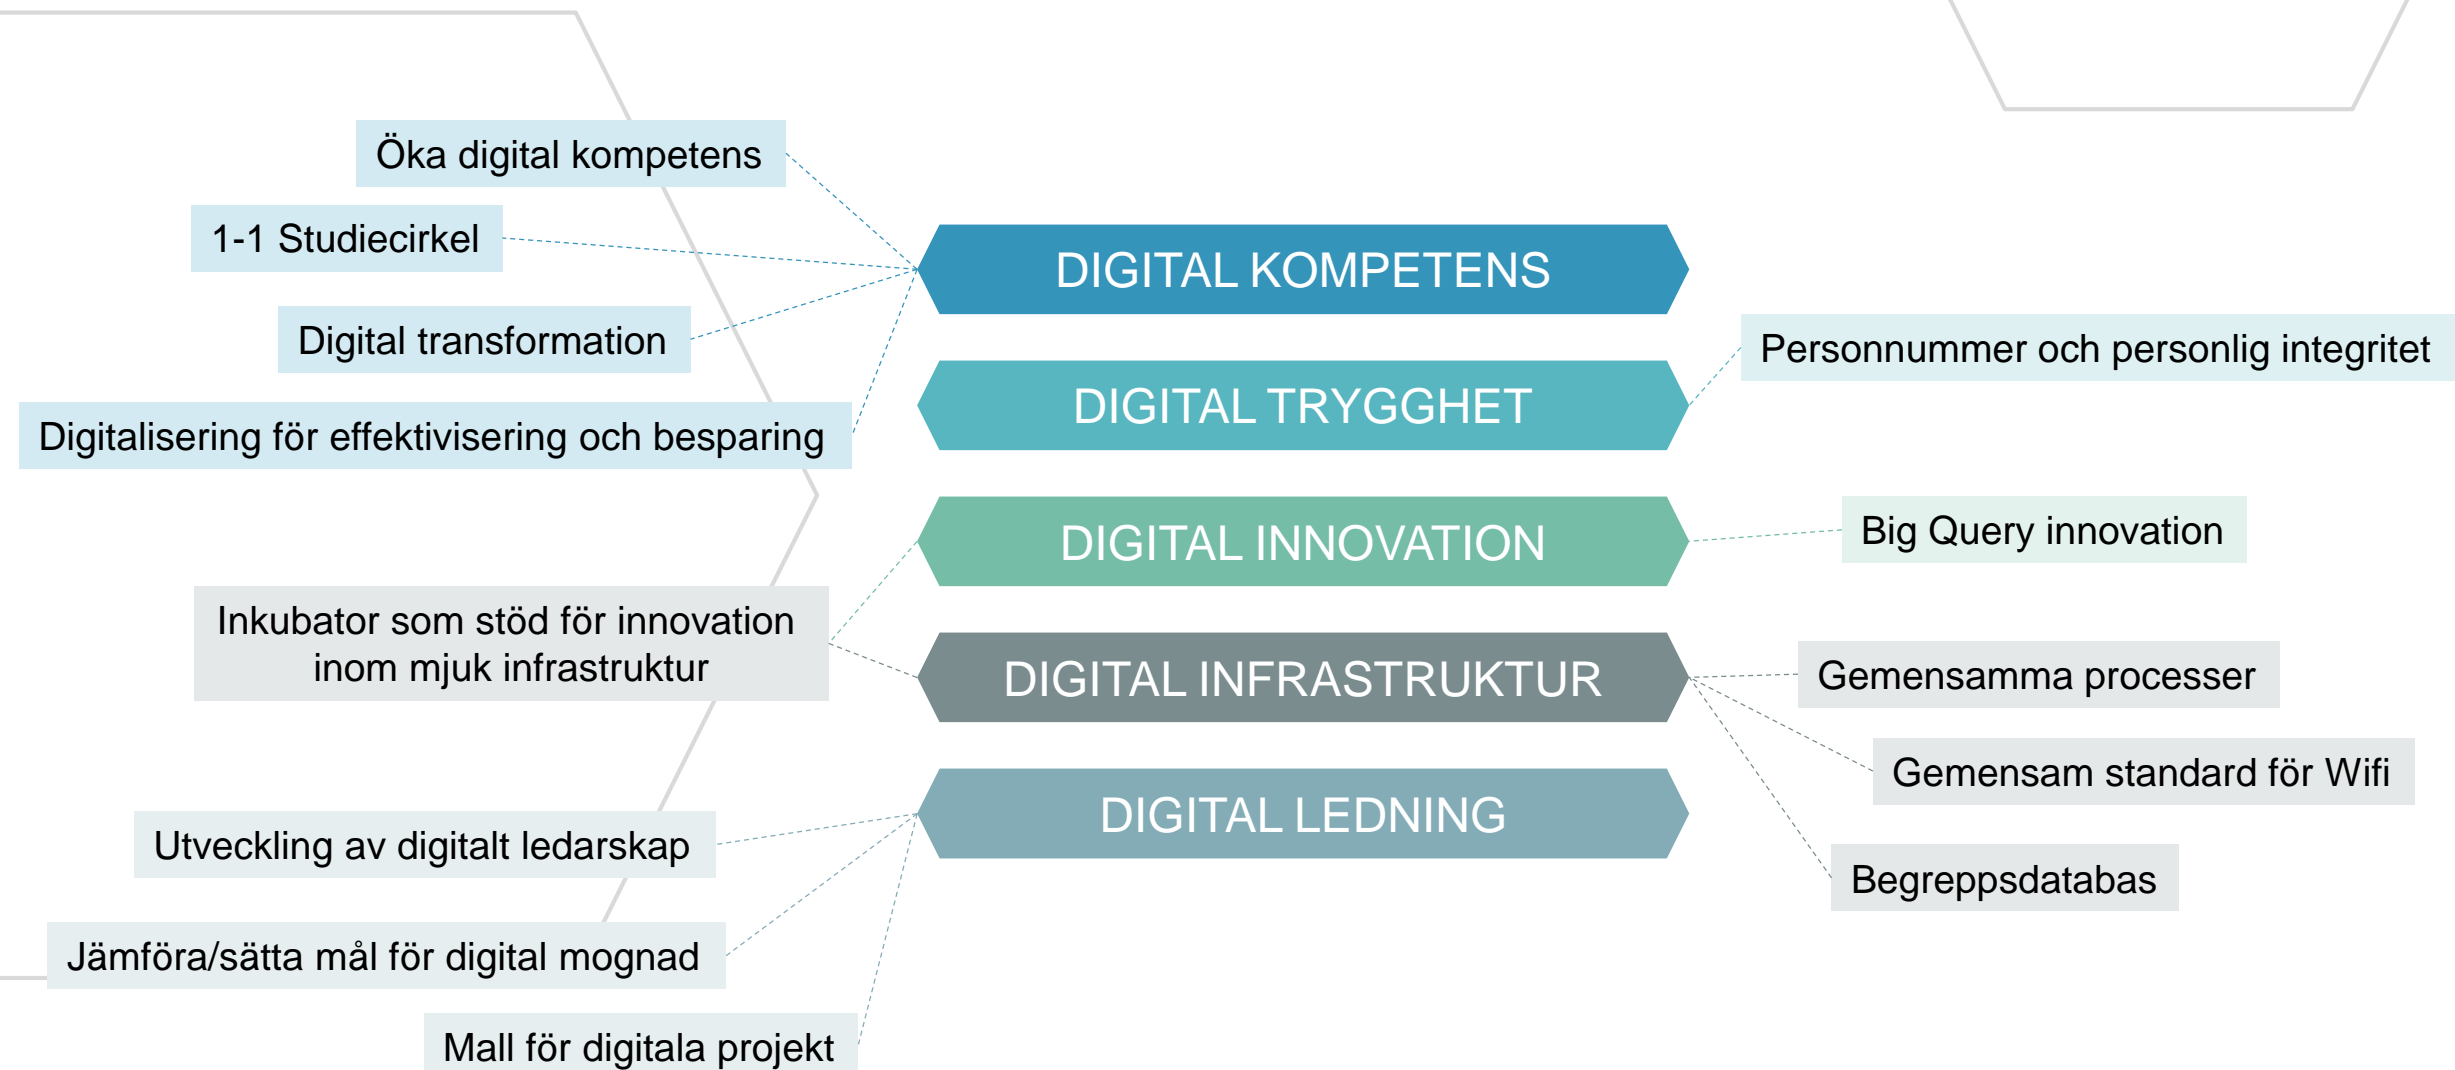 Öka digital kompetens
1-1 Studiecirkel
Digital transformation
Digitalisering för effektivisering och besparing
Inkubator som stöd för innovation
inom mjuk infrastruktur
Utveckling av digitalt ledarskap
Jämföra/sätta mål för digital mognad
Mall för digitala projekt
DIGITAL KOMPETENS
DIGITAL TRYGGHET
DIGITAL INNOVATION
DIGITAL INFRASTRUKTUR
DIGITAL LEDNING
Personnummer och personlig integritet
Big Query innovation
Gemensamma processer
Gemensam standard för Wifi
Begreppsdatabas